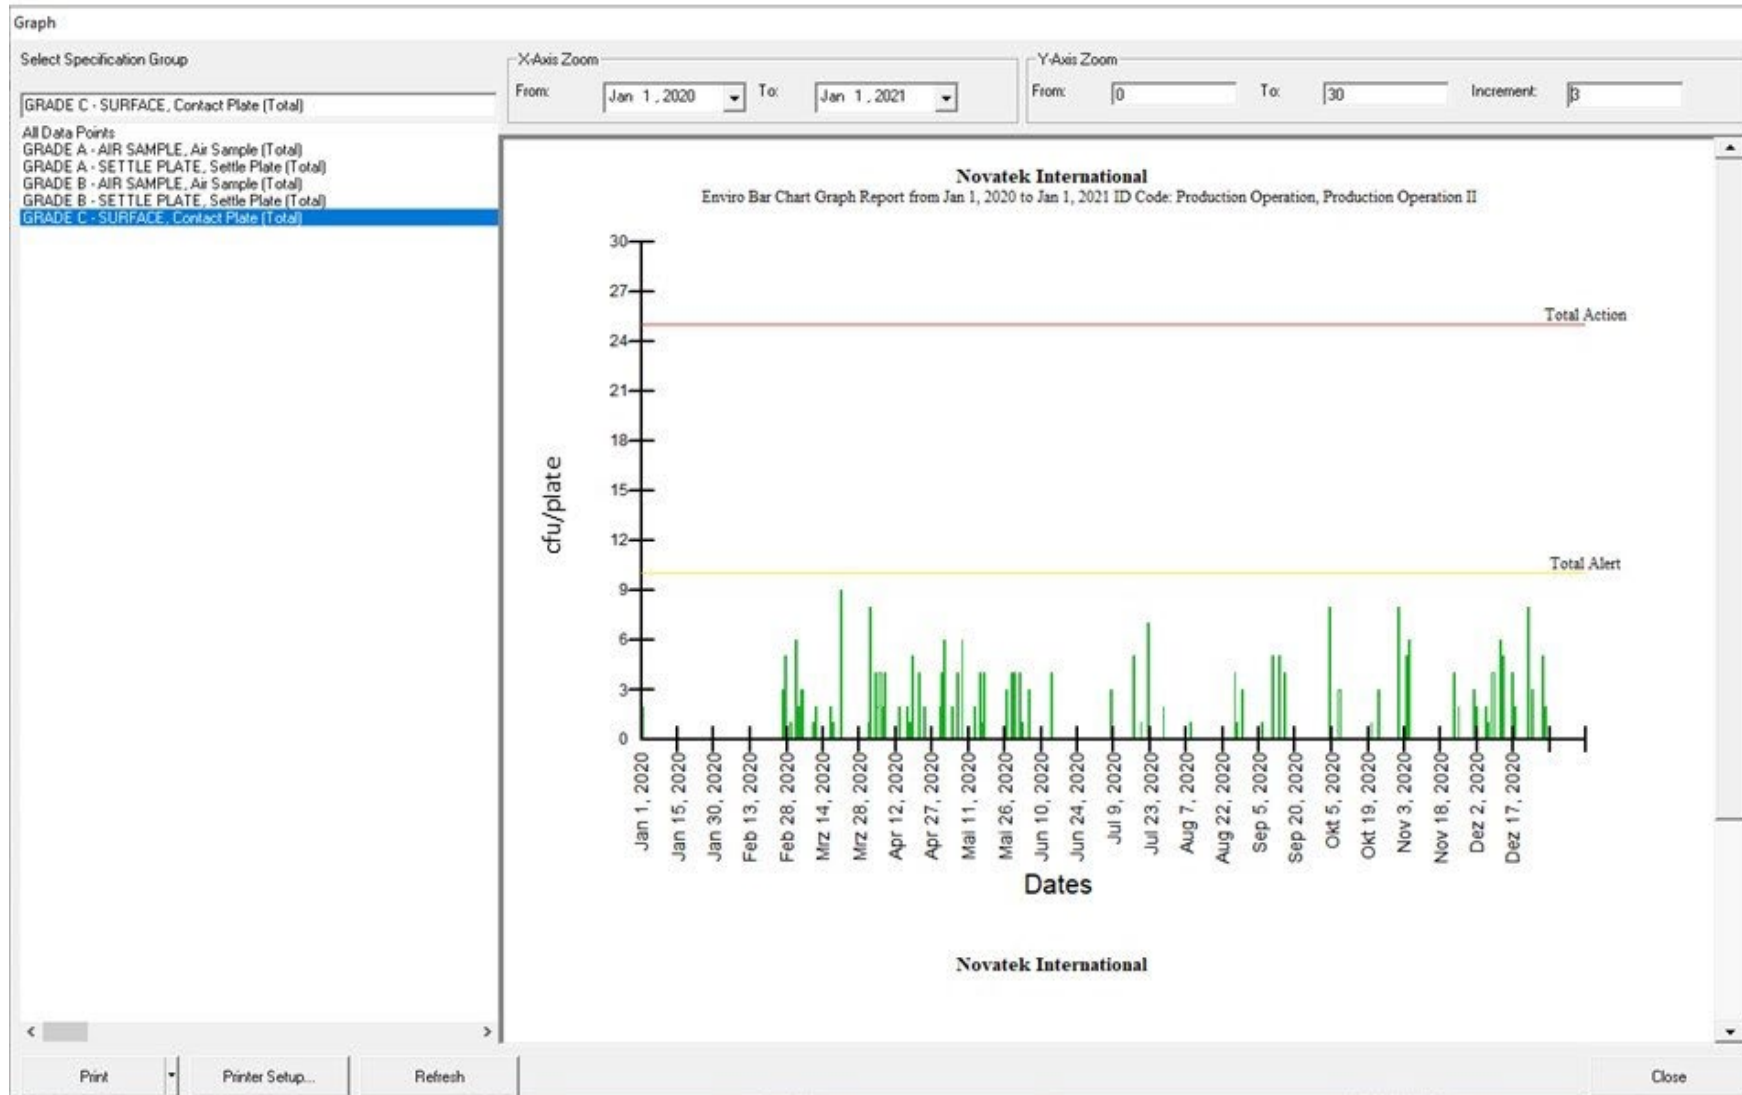 Graph
Select Specification Group
GRADE C - SURFACE, Contact Plate (Total)
All Data Points
GRADE A - AIR SAMPLE, Air Sample (Total)
GRADE A - SETTLE PLATE, Settle Plate (Total)
GRADE B - AIR SAMPLE, Air Sample (Total)
GRADE B - SETTLE PLATE, Settle Plate (Total)
GRADE C - SURFACE, Contact Plate (Total)
X-Axis Zoom
From: Jan 1 , 2020 To: Jan 1 , 2021
Y-Axis Zoom
From: 0 To: 30 Increment: 3
Novatek International
Enviro Bar Chart Graph Report from Jan 1, 2020 to Jan 1, 2021 ID Code: Production Operation, Production Operation II
30
27
Total Action
24
21
18
15
cfu/plate
12
Total Alert
9
6
3
0
Jan 1, 2020
Jan 15, 2020
Jan 30, 2020
Feb 13, 2020
Feb 28, 2020
Mrz 14, 2020
Mrz 28, 2020
Apr 12, 2020
Apr 27, 2020
Mai 11, 2020
Mai 26, 2020
Jun 10, 2020
Jun 24, 2020
Jul 9, 2020
Jul 23, 2020
Aug 7, 2020
Aug 22, 2020
Sep 5, 2020
Sep 20, 2020
Okt 5, 2020
Okt 19, 2020
Nov 3, 2020
Nov 18, 2020
Dez 2, 2020
Dez 17, 2020
Dates
Novatek International
Print
Printer Setup...
Refresh
Close